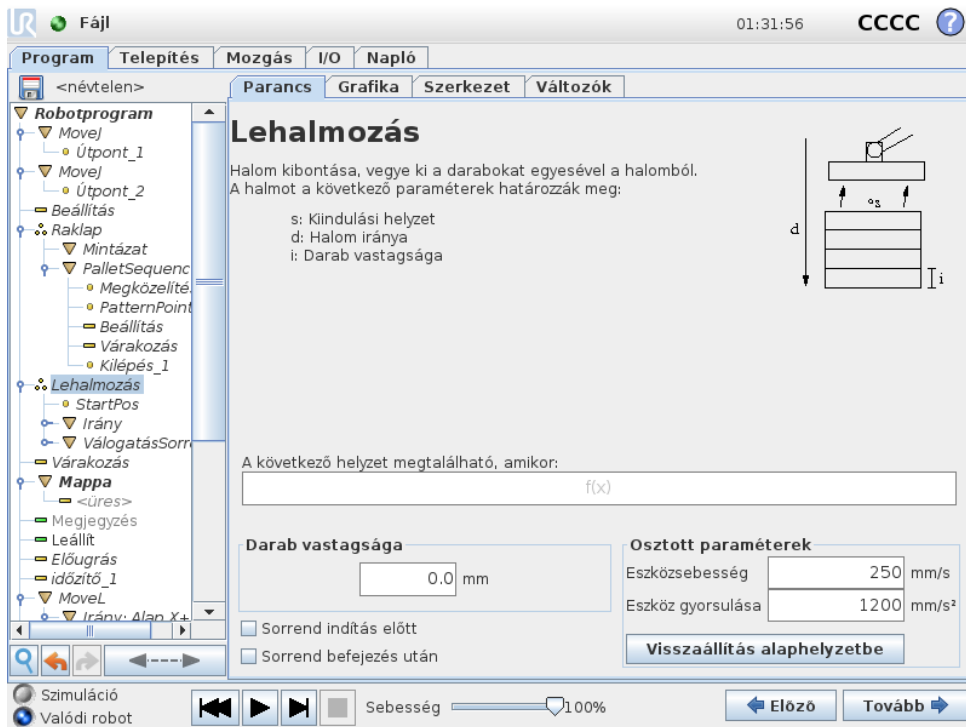 UR Fájl 01:31:56 CCCC ?
Program Telepítés Mozgás I/O Napló
<névtelen>
Parancs Grafika Szerkezet Változók
Robotprogram
MoveJ
Útpont_1
MoveJ
Útpont_2
Beállítás
Raklap
Mintázat
PalletSequenc
Megközelíté.
PatternPoint
Beállítás
Várakozás
Kilépés_1
Lehalmozás
StartPos
Irány
VálogatásSorr
Várakozás
Mappa
<üres>
Megjegyzés
Leállít
Előugrás
időzítő_1
MoveL
Irány: Alap X+
Lehalmozás
Halom kibontása, vegye ki a darabokat egyesével a halomból.
A halmot a következő paraméterek határozzák meg:
s: Kiindulási helyzet
d: Halom iránya
i: Darab vastagsága
s
d
i
A következő helyzet megtalálható, amikor:
f(x)
Darab vastagsága
0.0 mm
Sorrend indítás előtt
Sorrend befejezés után
Osztott paraméterek
Eszközsebesség 250 mm/s
Eszköz gyorsulása 1200 mm/s²
Visszaállítás alaphelyzetbe
Szimuláció
Valódi robot
Sebesség 100%
Előző Tovább